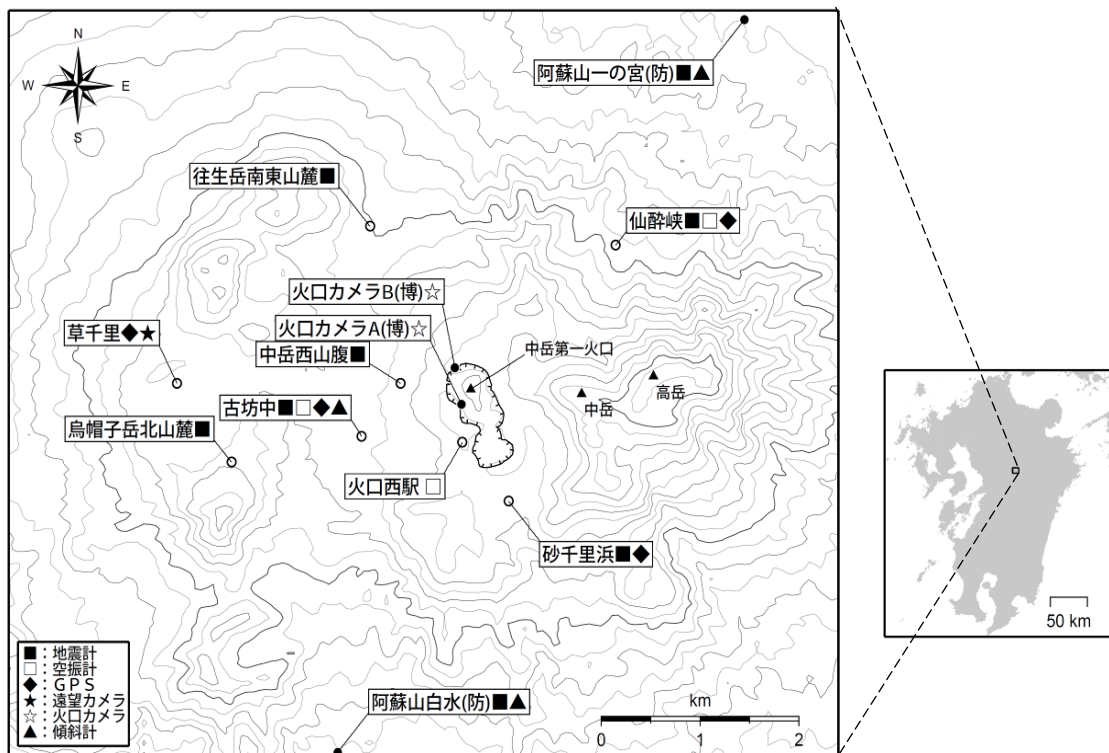 阿蘇山一の宮(防)■▲
N
W
E
S
往生岳南東山麓■
仙酔峡■□◆
火口カメラB(博)☆
火口カメラA(博)☆
草千里◆★
中岳西山腹■
中岳第一火口
高岳
中岳
古坊中■□◆▲
烏帽子岳北山麓■
火口西駅 □
砂千里浜■◆
50 km
■：地震計
□：空振計
◆：ＧＰＳ
★：遠望カメラ
☆：火口カメラ
▲：傾斜計
阿蘇山白水(防)■▲
km
0
1
2